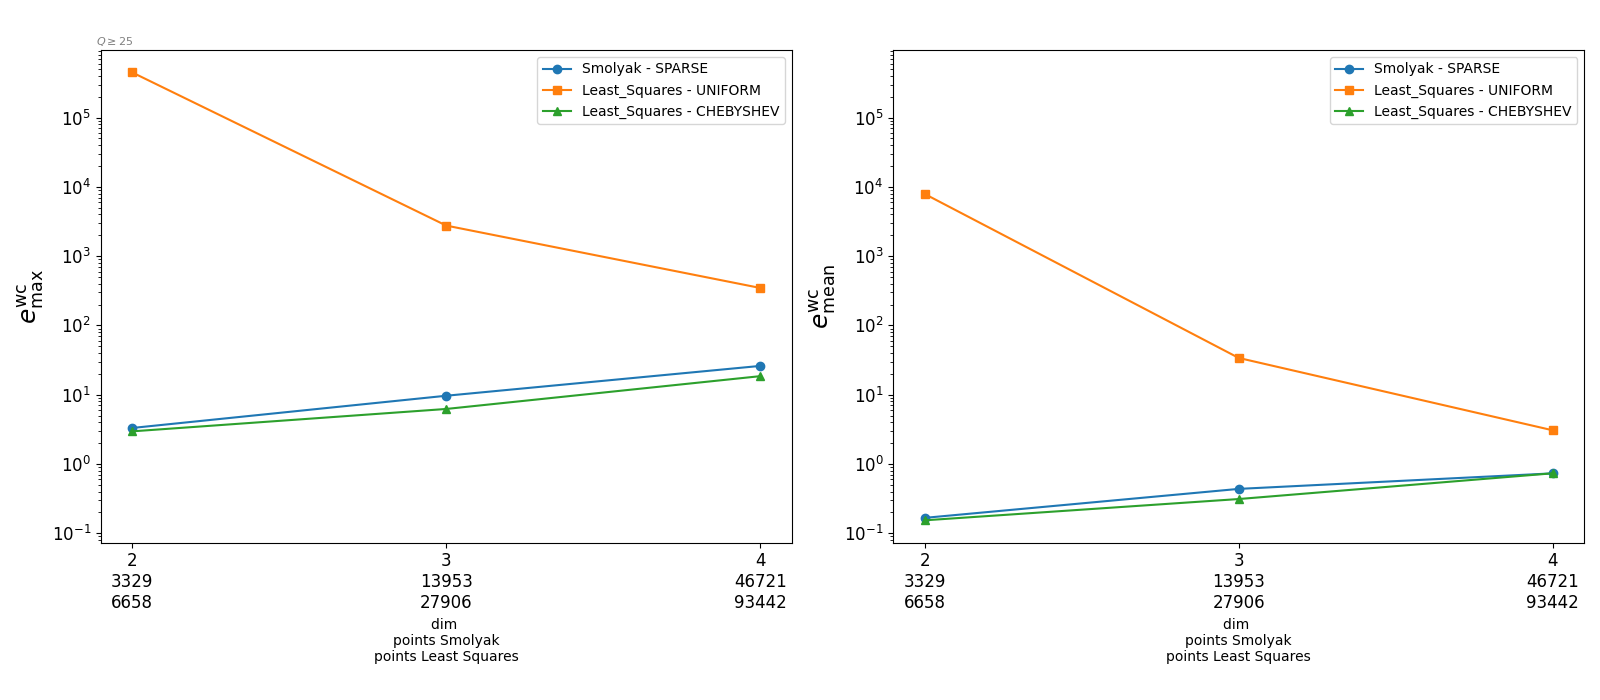 Q ≥ 25
Smolyak - SPARSE
Least_Squares - UNIFORM
Least_Squares - CHEBYSHEV
10^5
10^4
10^3
10^2
10^1
10^0
10^-1
e^wc_max
2 3 4
3329 13953 46721
6658 27906 93442
dim
points Smolyak
points Least Squares
Smolyak - SPARSE
Least_Squares - UNIFORM
Least_Squares - CHEBYSHEV
10^5
10^4
10^3
10^2
10^1
10^0
10^-1
e^wc_mean
2 3 4
3329 13953 46721
6658 27906 93442
dim
points Smolyak
points Least Squares